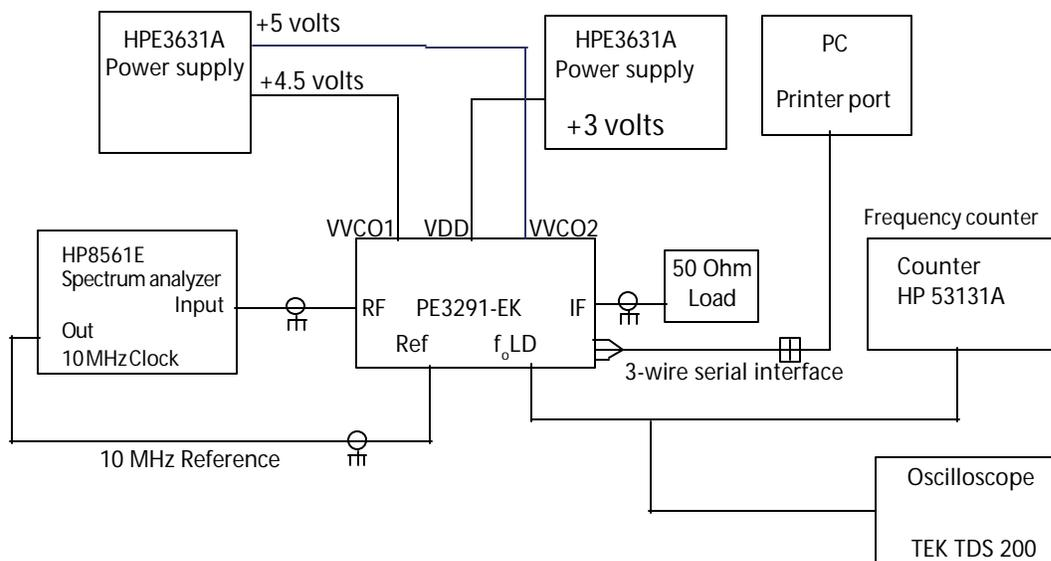 HPE3631A
Power supply
+5 volts
+4.5 volts
HPE3631A
Power supply
+3 volts
PC
Printer port
VVCO1
VDD
VVCO2
Frequency counter
HP8561E
Spectrum analyzer
Input
Out
10 MHz Clock
RF
PE3291-EK
IF
Ref
foLD
50 Ohm
Load
Counter
HP 53131A
3-wire serial interface
10 MHz Reference
Oscilloscope
TEK TDS 200